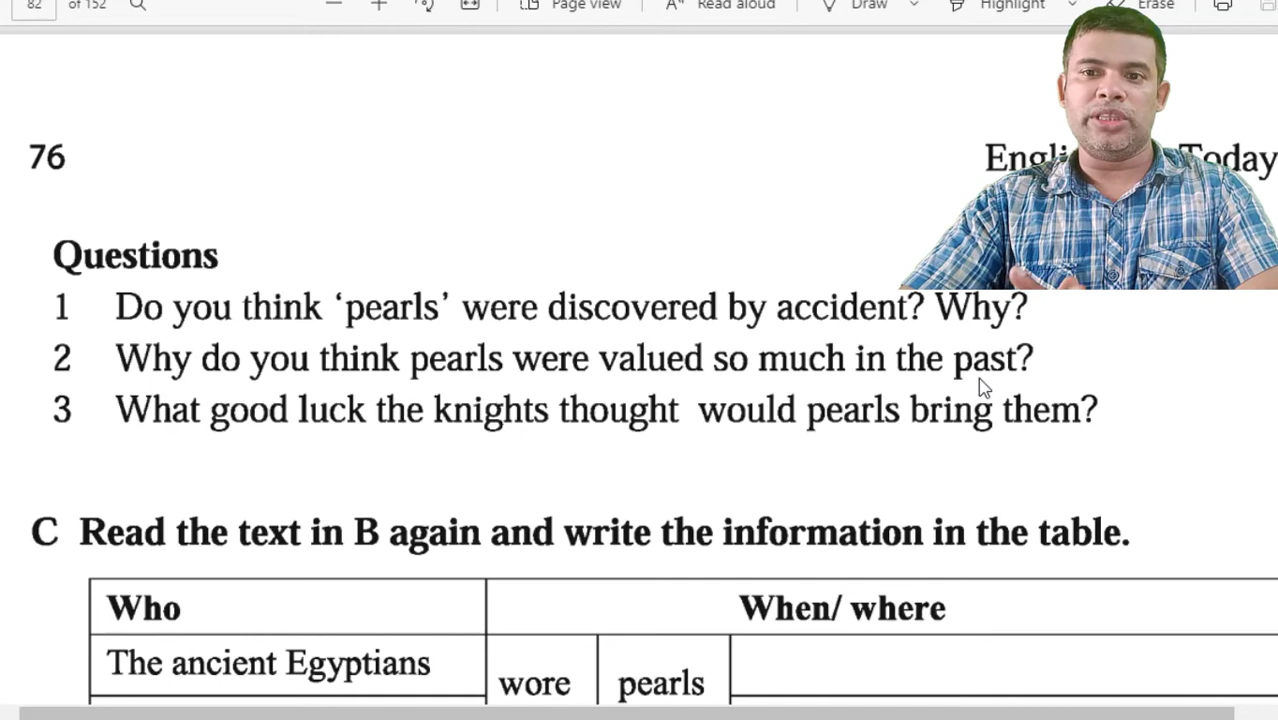 82 of 152 Page view Read aloud Draw Highlight Erase
76
Today
Questions
1 Do you think ‘pearls’ were discovered by accident? Why?
2 Why do you think pearls were valued so much in the past?
3 What good luck the knights thought would pearls bring them?
C Read the text in B again and write the information in the table.
Who When/ where
The ancient Egyptians
wore pearls